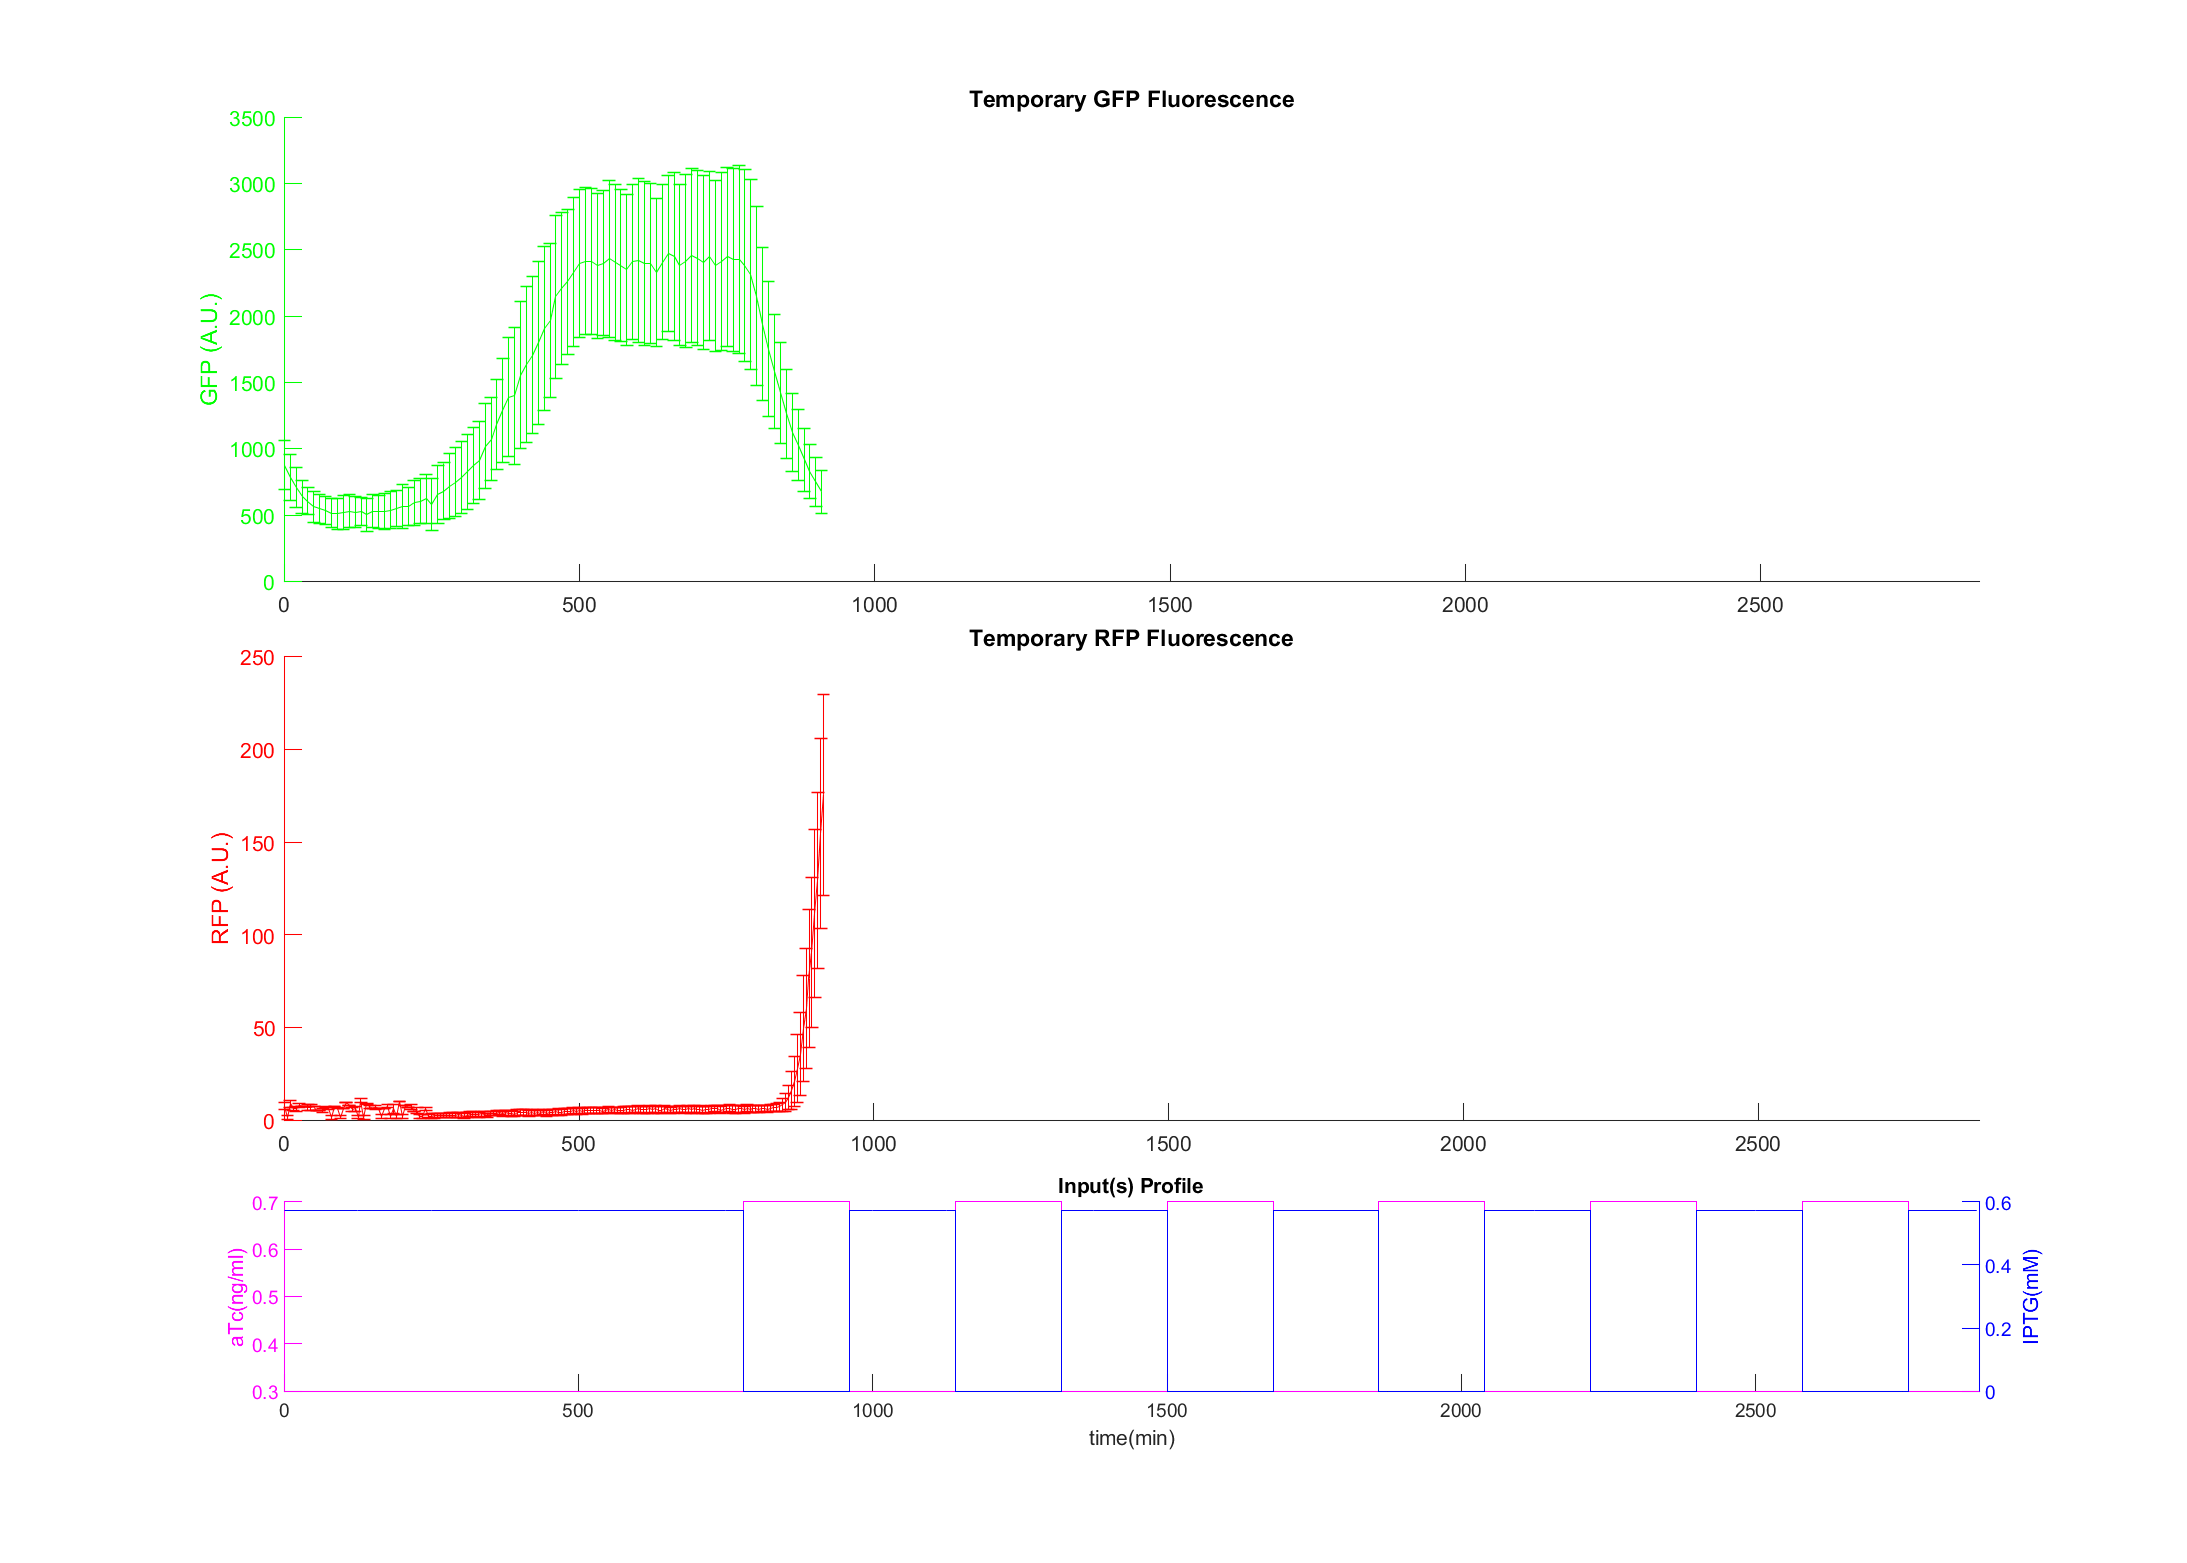 Temporary GFP Fluorescence
3500
3000
2500
2000
1500
1000
500
0
GFP (A.U.)
0 500 1000 1500 2000 2500
Temporary RFP Fluorescence
250
200
150
100
50
0
RFP (A.U.)
0 500 1000 1500 2000 2500
Input(s) Profile
0.7
0.6
0.5
0.4
0.3
aTc(ng/ml)
0.6
0.4
0.2
0
IPTG(mM)
0 500 1000 1500 2000 2500
time(min)